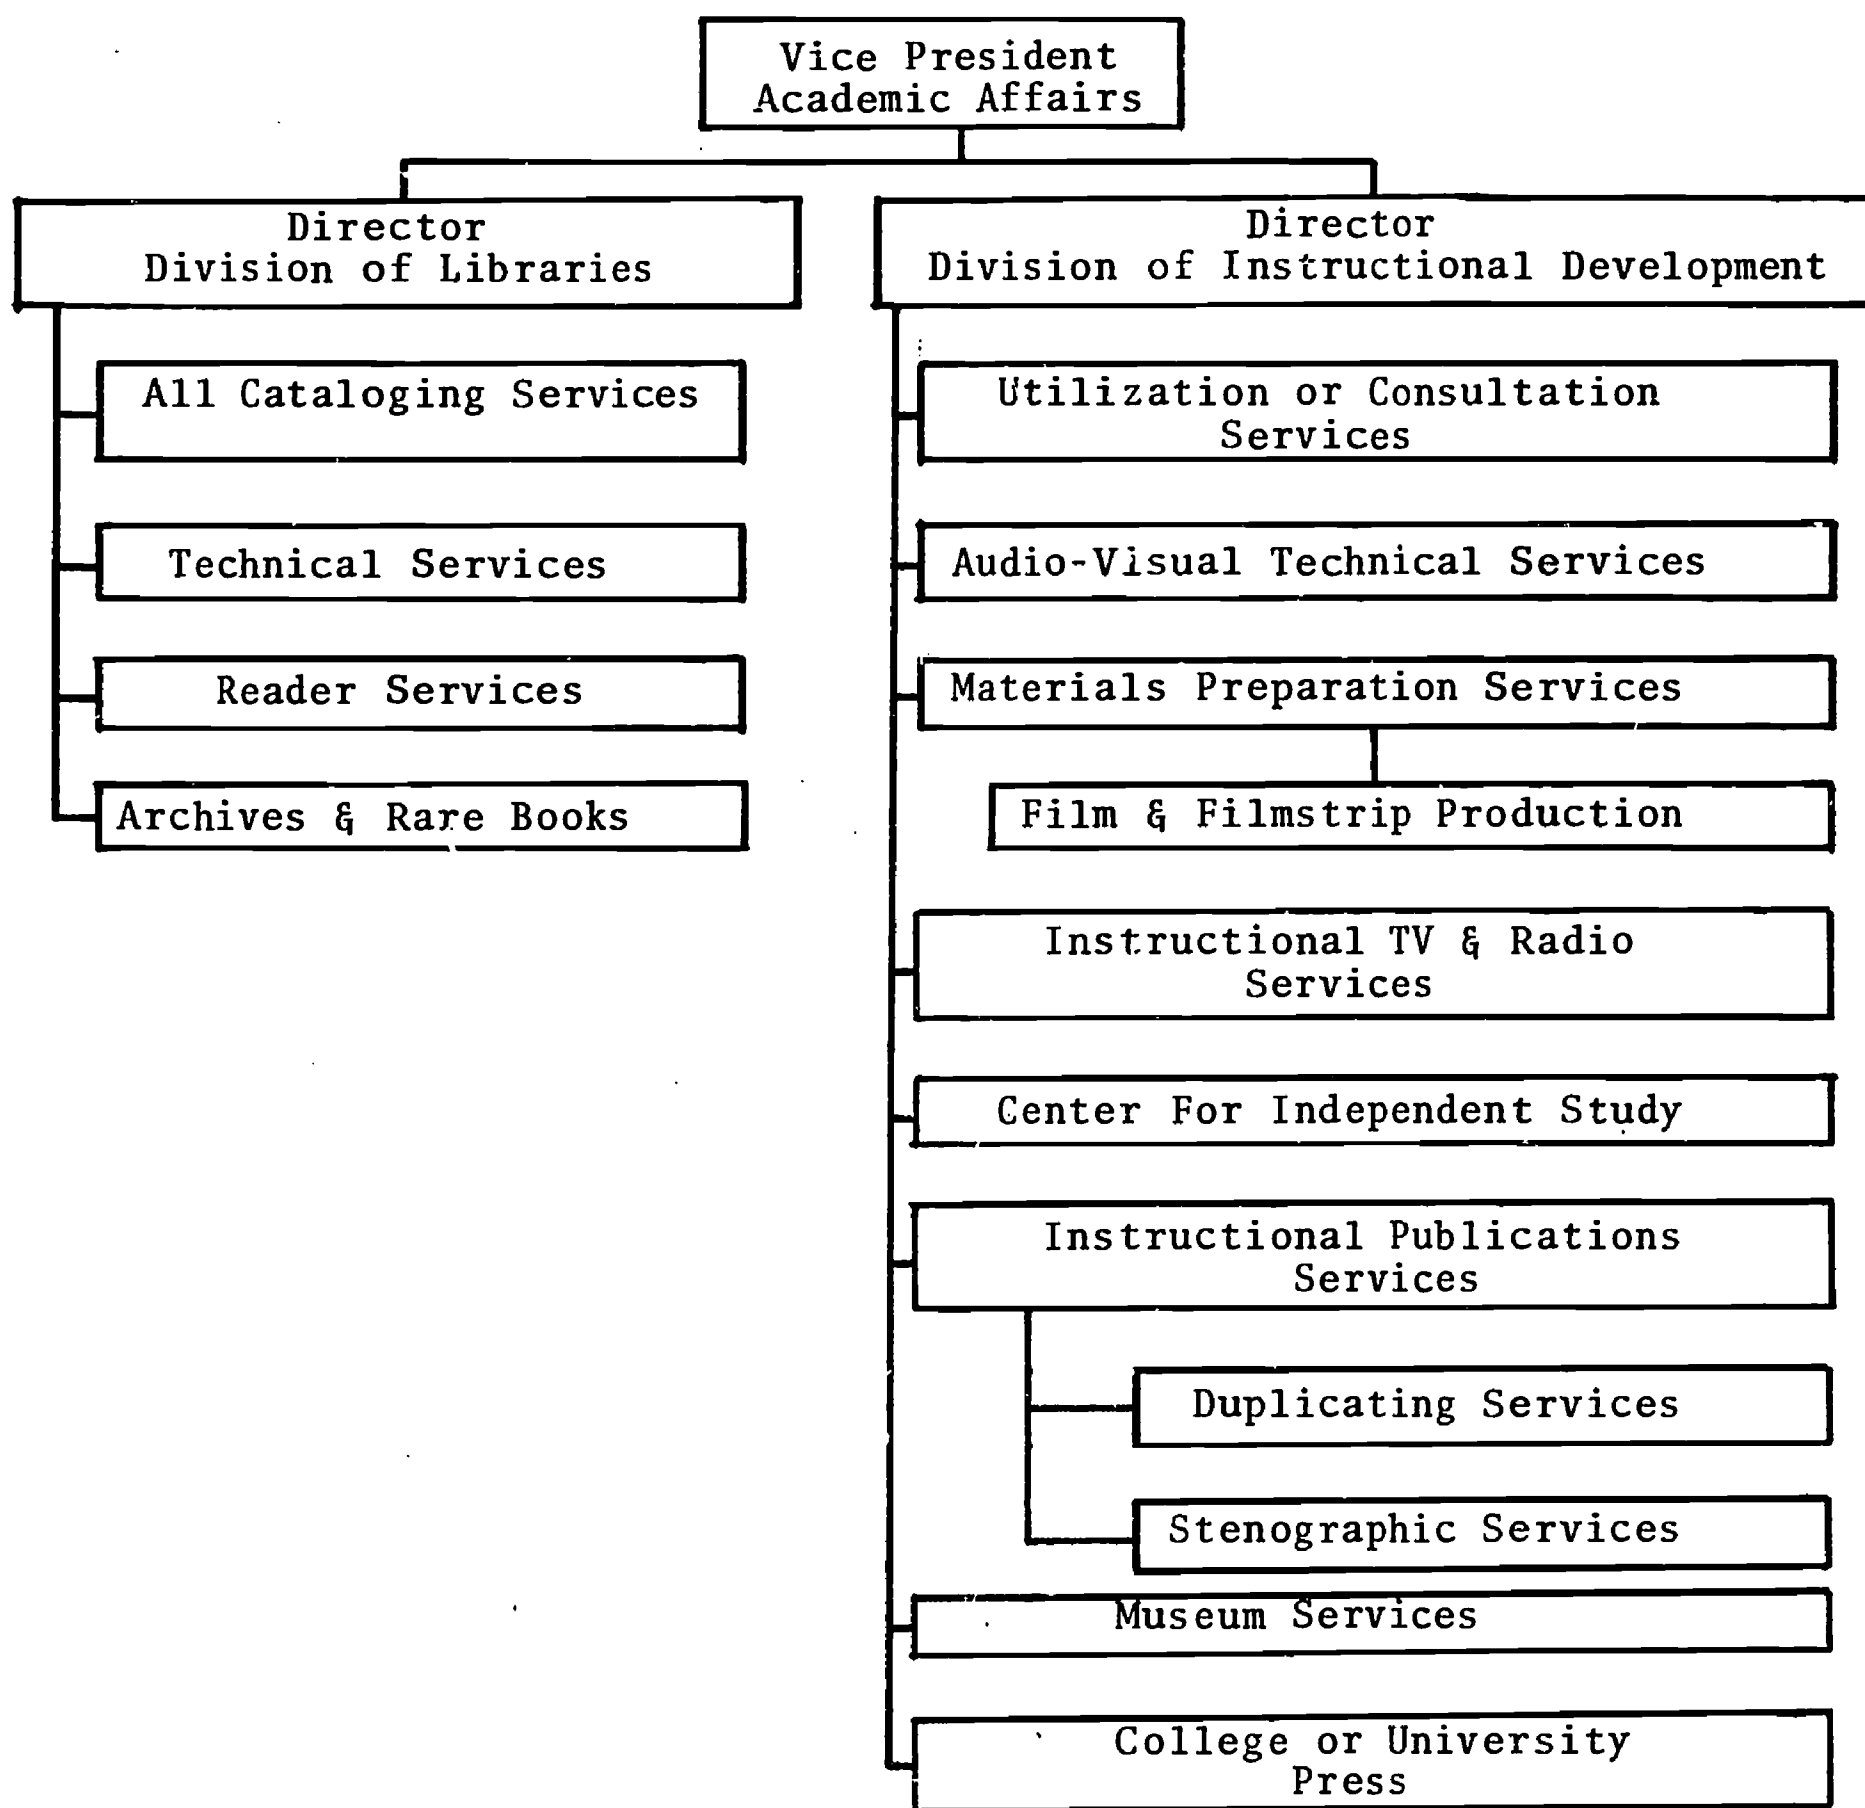 Vice President
Academic Affairs
Director
Division of Libraries
All Cataloging Services
Technical Services
Reader Services
Archives & Rare Books
Director
Division of Instructional Development
Utilization or Consultation
Services
Audio-Visual Technical Services
Materials Preparation Services
Film & Filmstrip Production
Instructional TV & Radio
Services
Center For Independent Study
Instructional Publications
Services
Duplicating Services
Stenographic Services
Museum Services
College or University
Press